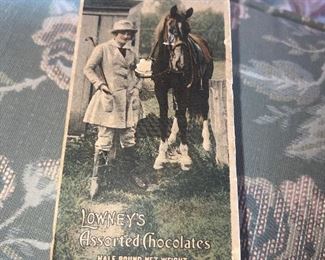 LOWNEY'S
Assorted Chocolates
HALF POUND NET WEIGHT